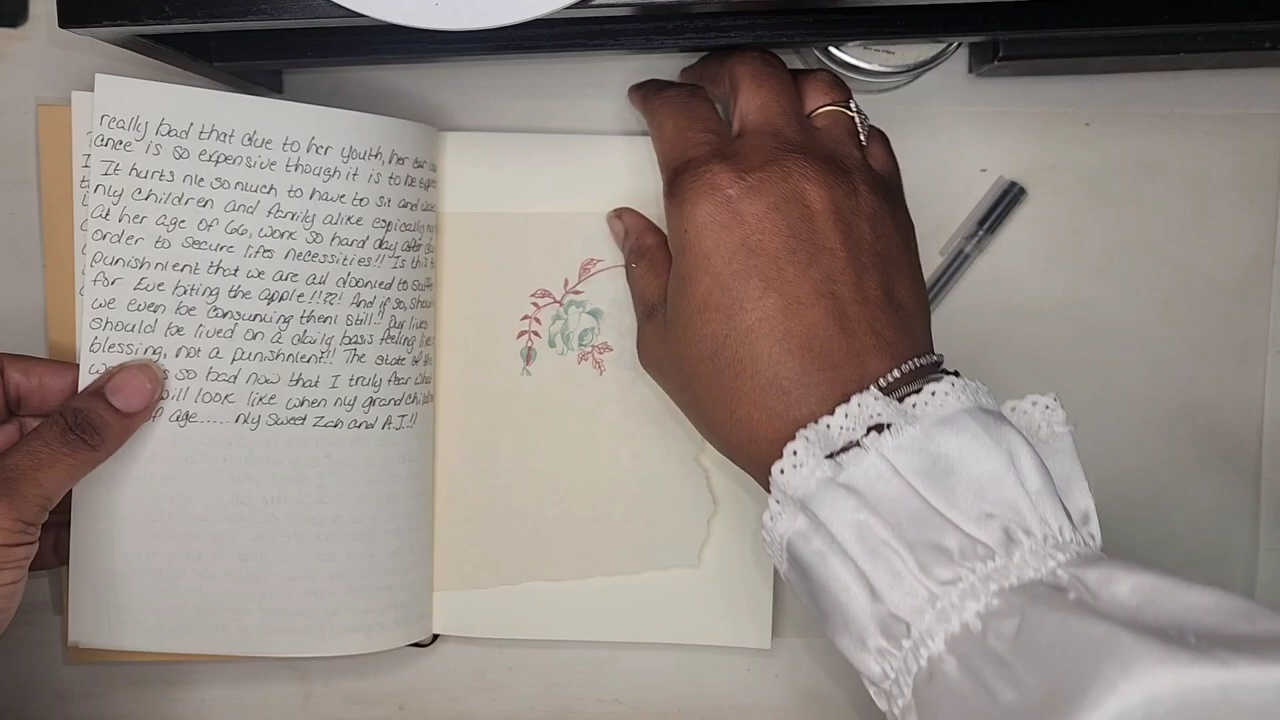 really bad that due to her youth, her car
ance is so expensive though it is to be
It hurts me so much to have to sit and
my children and family alike espically
at her age of 66, work so hard day after
order to secure lifes necessities!! Is this
punishment that we are all doomed to
for Eve biting the apple!!??! And if so,
we even be consuming them still!! Our lives
should be lived on a daily basis feeling
blessing, not a punishment!! The state of
so bad now that I truly fear
will look like when my grand
of age..... my Sweet Zah and A.J.!!